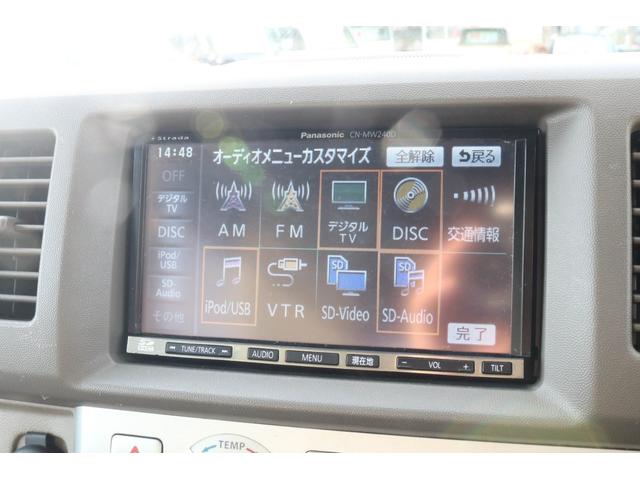 Strada
Panasonic CN-MW240D
14:48 オーディオメニューカスタマイズ 全解除 戻る
OFF
デジタル TV
DISC
iPod/ USB
SD- Audio
その他
AM FM デジタル TV DISC 交通情報
iPod/USB VTR SD-Video SD-Audio
SD SD
完了
TUNE/TRACK AUDIO MENU 現在地 - VOL + TILT
TEMP